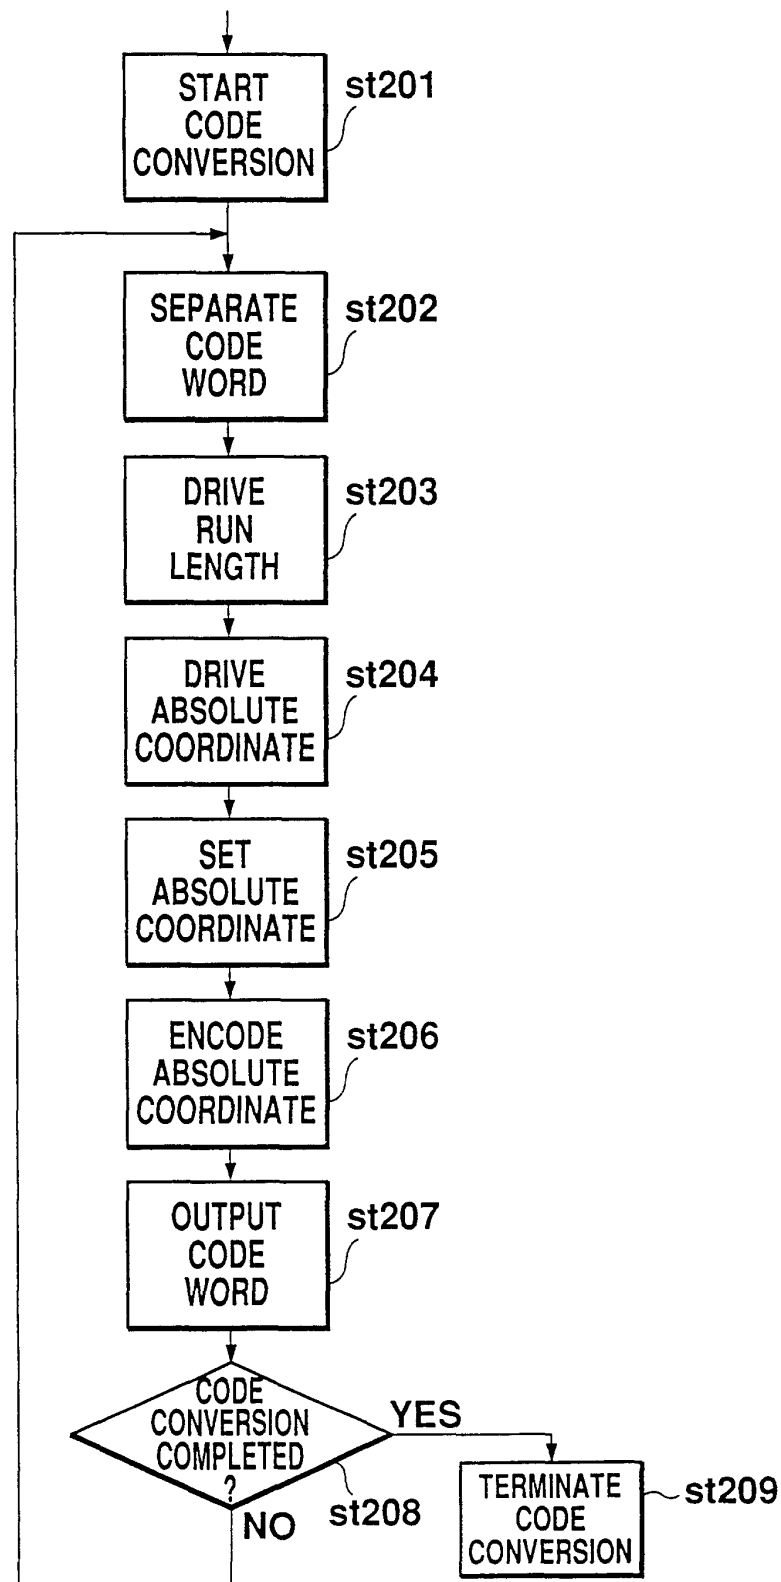 START
CODE
CONVERSION
st201
SEPARATE
CODE
WORD
st202
DRIVE
RUN
LENGTH
st203
DRIVE
ABSOLUTE
COORDINATE
st204
SET
ABSOLUTE
COORDINATE
st205
ENCODE
ABSOLUTE
COORDINATE
st206
OUTPUT
CODE
WORD
st207
CODE
CONVERSION
COMPLETED
?
st208
YES
NO
TERMINATE
CODE
CONVERSION
st209